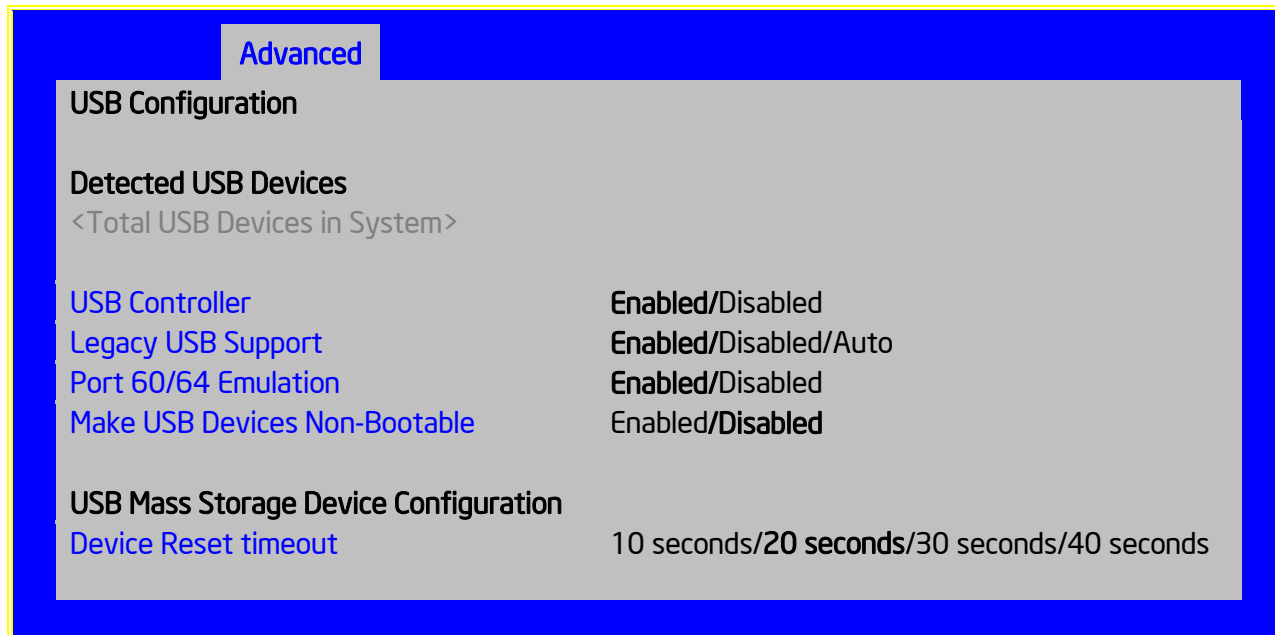 Advanced
USB Configuration
Detected USB Devices
<Total USB Devices in System>
USB Controller Enabled/Disabled
Legacy USB Support Enabled/Disabled/Auto
Port 60/64 Emulation Enabled/Disabled
Make USB Devices Non-Bootable Enabled/Disabled
USB Mass Storage Device Configuration
Device Reset timeout 10 seconds/20 seconds/30 seconds/40 seconds